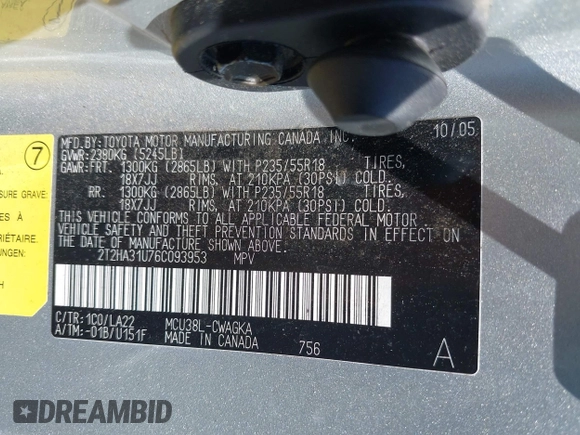 MFD.BY:TOYOTA MOTOR MANUFACTURING CANADA INC. 10/05
GVWR:2380KG (5245LB)
GAWR:FRT. 1300KG (2865LB) WITH P235/55R18 TIRES,
18X7JJ RIMS, AT 210KPA (30PSI) COLD.
RR. 1300KG (2865LB) WITH P235/55R18 TIRES,
18X7JJ RIMS, AT 210KPA (30PSI) COLD.
THIS VEHICLE CONFORMS TO ALL APPLICABLE FEDERAL MOTOR
VEHICLE SAFETY AND THEFT PREVENTION STANDARDS IN EFFECT
ON THE DATE OF MANUFACTURE SHOWN ABOVE.
2T2HA31U76C093953 MPV
C/TR:1C0/LA22 MCU38L-CWAGKA
A/TM:-01B/U151F MADE IN CANADA 756 A
7
SURE GRAVE:
ES À
RIÉTAIRE.
DREAMBID